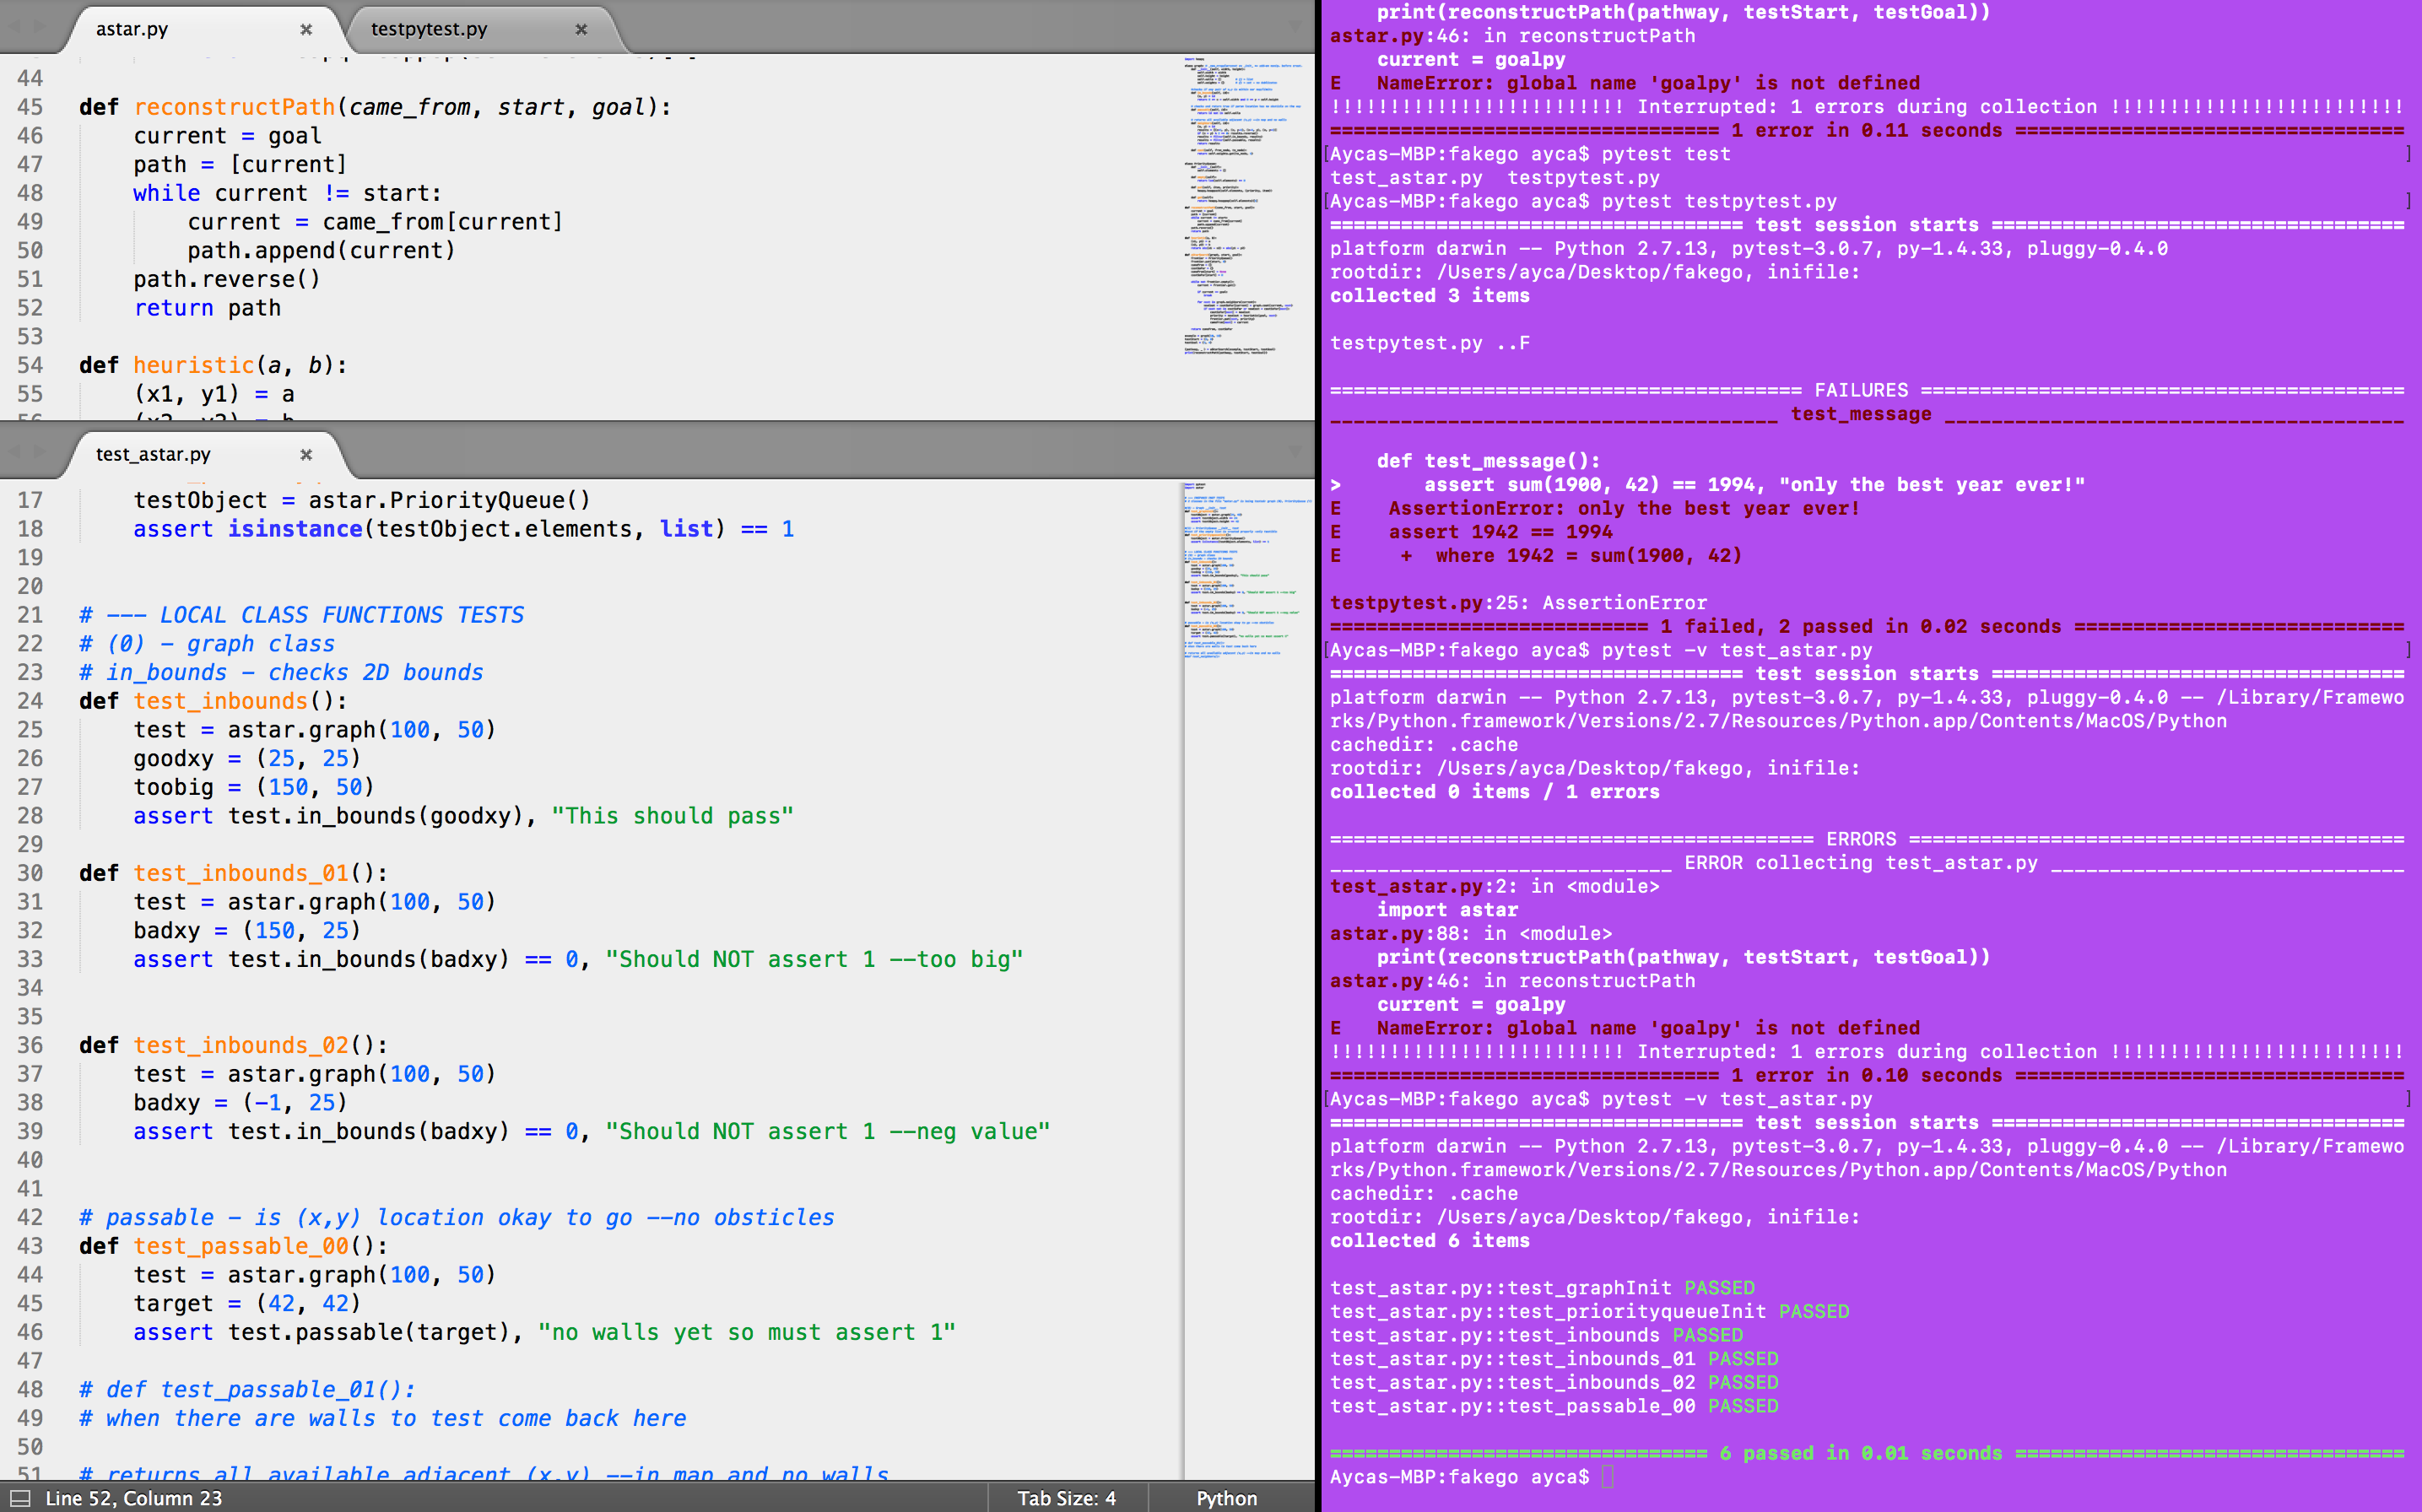 astar.py
testpytest.py
44
45 def reconstructPath(came_from, start, goal):
46     current = goal
47     path = [current]
48     while current != start:
49         current = came_from[current]
50         path.append(current)
51     path.reverse()
52     return path
53
54 def heuristic(a, b):
55     (x1, y1) = a
test_astar.py
17     testObject = astar.PriorityQueue()
18     assert isinstance(testObject.elements, list) == 1
19
20
21 # --- LOCAL CLASS FUNCTIONS TESTS
22 # (0) - graph class
23 # in_bounds - checks 2D bounds
24 def test_inbounds():
25     test = astar.graph(100, 50)
26     goodxy = (25, 25)
27     toobig = (150, 50)
28     assert test.in_bounds(goodxy), "This should pass"
29
30 def test_inbounds_01():
31     test = astar.graph(100, 50)
32     badxy = (150, 25)
33     assert test.in_bounds(badxy) == 0, "Should NOT assert 1 --too big"
34
35
36 def test_inbounds_02():
37     test = astar.graph(100, 50)
38     badxy = (-1, 25)
39     assert test.in_bounds(badxy) == 0, "Should NOT assert 1 --neg value"
40
41
42 # passable - is (x,y) location okay to go --no obsticles
43 def test_passable_00():
44     test = astar.graph(100, 50)
45     target = (42, 42)
46     assert test.passable(target), "no walls yet so must assert 1"
47
48 # def test_passable_01():
49 # when there are walls to test come back here
50
51 # returns all available adjacent (x,y) --in map and no walls
Line 52, Column 23
Tab Size: 4
Python
    print(reconstructPath(pathway, testStart, testGoal))
astar.py:46: in reconstructPath
    current = goalpy
E   NameError: global name 'goalpy' is not defined
!!!!!!!!!!!!!!!!!!!!!!!!! Interrupted: 1 errors during collection !!!!!!!!!!!!!!!!!!!!!!!!!
================================= 1 error in 0.11 seconds =================================
[Aycas-MBP:fakego ayca$ pytest test ]
test_astar.py  testpytest.py
[Aycas-MBP:fakego ayca$ pytest testpytest.py ]
=================================== test session starts ===================================
platform darwin -- Python 2.7.13, pytest-3.0.7, py-1.4.33, pluggy-0.4.0
rootdir: /Users/ayca/Desktop/fakego, inifile:
collected 3 items
testpytest.py ..F
======================================== FAILURES =========================================
______________________________________ test_message _______________________________________
    def test_message():
>       assert sum(1900, 42) == 1994, "only the best year ever!"
E    AssertionError: only the best year ever!
E    assert 1942 == 1994
E     +  where 1942 = sum(1900, 42)
testpytest.py:25: AssertionError
=========================== 1 failed, 2 passed in 0.02 seconds ============================
[Aycas-MBP:fakego ayca$ pytest -v test_astar.py ]
=================================== test session starts ===================================
platform darwin -- Python 2.7.13, pytest-3.0.7, py-1.4.33, pluggy-0.4.0 -- /Library/Framewo
rks/Python.framework/Versions/2.7/Resources/Python.app/Contents/MacOS/Python
cachedir: .cache
rootdir: /Users/ayca/Desktop/fakego, inifile:
collected 0 items / 1 errors
========================================= ERRORS ==========================================
_____________________________ ERROR collecting test_astar.py ______________________________
test_astar.py:2: in <module>
    import astar
astar.py:88: in <module>
    print(reconstructPath(pathway, testStart, testGoal))
astar.py:46: in reconstructPath
    current = goalpy
E   NameError: global name 'goalpy' is not defined
!!!!!!!!!!!!!!!!!!!!!!!!! Interrupted: 1 errors during collection !!!!!!!!!!!!!!!!!!!!!!!!!
================================= 1 error in 0.10 seconds =================================
[Aycas-MBP:fakego ayca$ pytest -v test_astar.py ]
=================================== test session starts ===================================
platform darwin -- Python 2.7.13, pytest-3.0.7, py-1.4.33, pluggy-0.4.0 -- /Library/Framewo
rks/Python.framework/Versions/2.7/Resources/Python.app/Contents/MacOS/Python
cachedir: .cache
rootdir: /Users/ayca/Desktop/fakego, inifile:
collected 6 items
test_astar.py::test_graphInit PASSED
test_astar.py::test_priorityqueueInit PASSED
test_astar.py::test_inbounds PASSED
test_astar.py::test_inbounds_01 PASSED
test_astar.py::test_inbounds_02 PASSED
test_astar.py::test_passable_00 PASSED
================================ 6 passed in 0.01 seconds =================================
Aycas-MBP:fakego ayca$